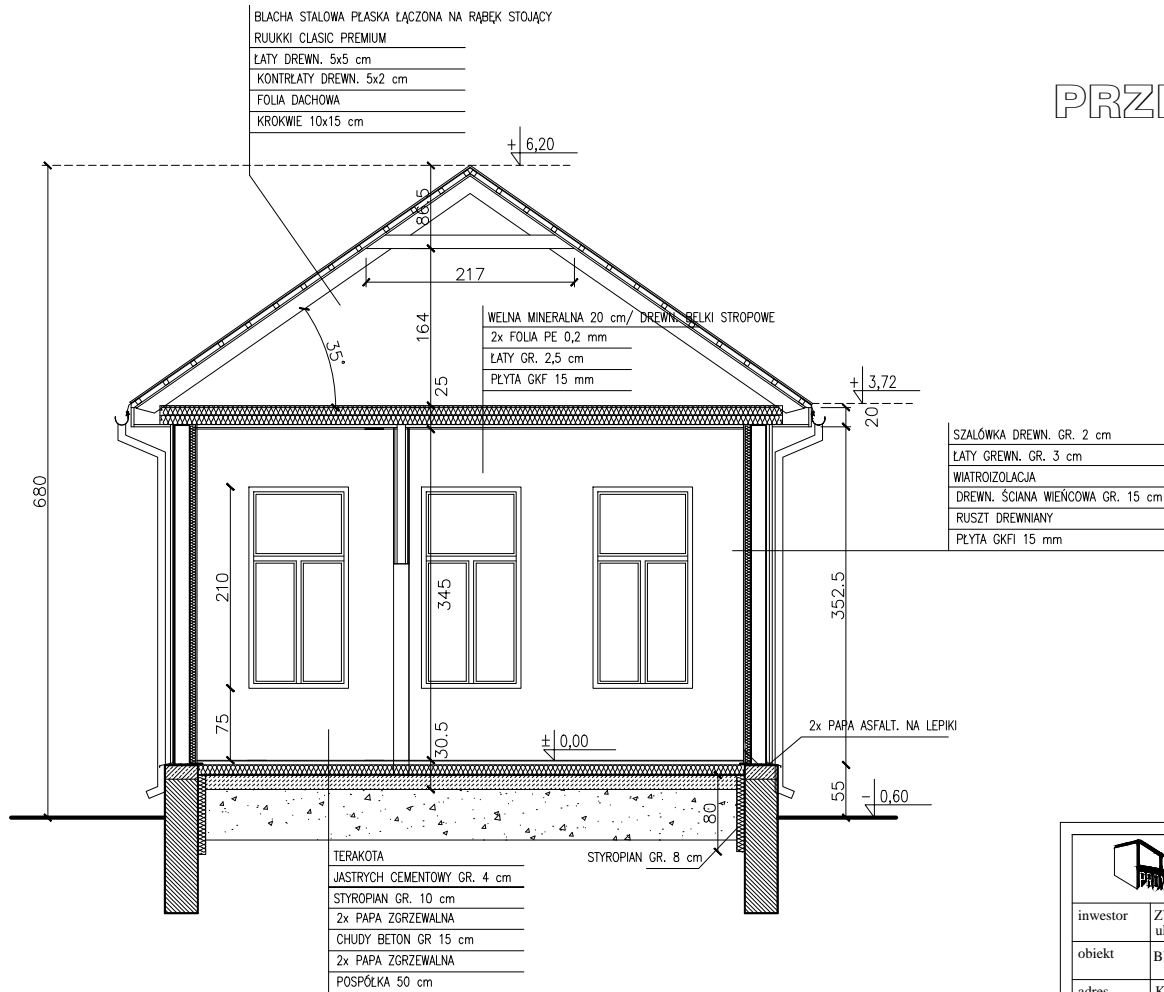 BLACHA STALOWA PŁASKA ŁĄCZONA NA RĄBEK STOJĄCY
RUUKKI CLASIC PREMIUM
ŁATY DREWN. 5x5 cm
KONTRŁATY DREWN. 5x2 cm
FOLIA DACHOWA
KROKWIE 10x15 cm
PRZE
+ 6,20
86.5
217
164
35°
25
WEŁNA MINERALNA 20 cm/ DREWN. BELKI STROPOWE
2x FOLIA PE 0,2 mm
ŁATY GR. 2,5 cm
PŁYTA GKF 15 mm
+ 3,72
20
SZALÓWKA DREWN. GR. 2 cm
ŁATY GREWN. GR. 3 cm
WIATROIZOLACJA
DREWN. ŚCIANA WIEŃCOWA GR. 15 cm
RUSZT DREWNIANY
PŁYTA GKFI 15 mm
680
210
345
352.5
75
30.5
± 0,00
2x PAPA ASFALT. NA LEPIKI
55
- 0,60
80
STYROPIAN GR. 8 cm
TERAKOTA
JASTRYCH CEMENTOWY GR. 4 cm
STYROPIAN GR. 10 cm
2x PAPA ZGRZEWALNA
CHUDY BETON GR 15 cm
2x PAPA ZGRZEWALNA
POSPÓŁKA 50 cm
inwestor
obiekt
adres